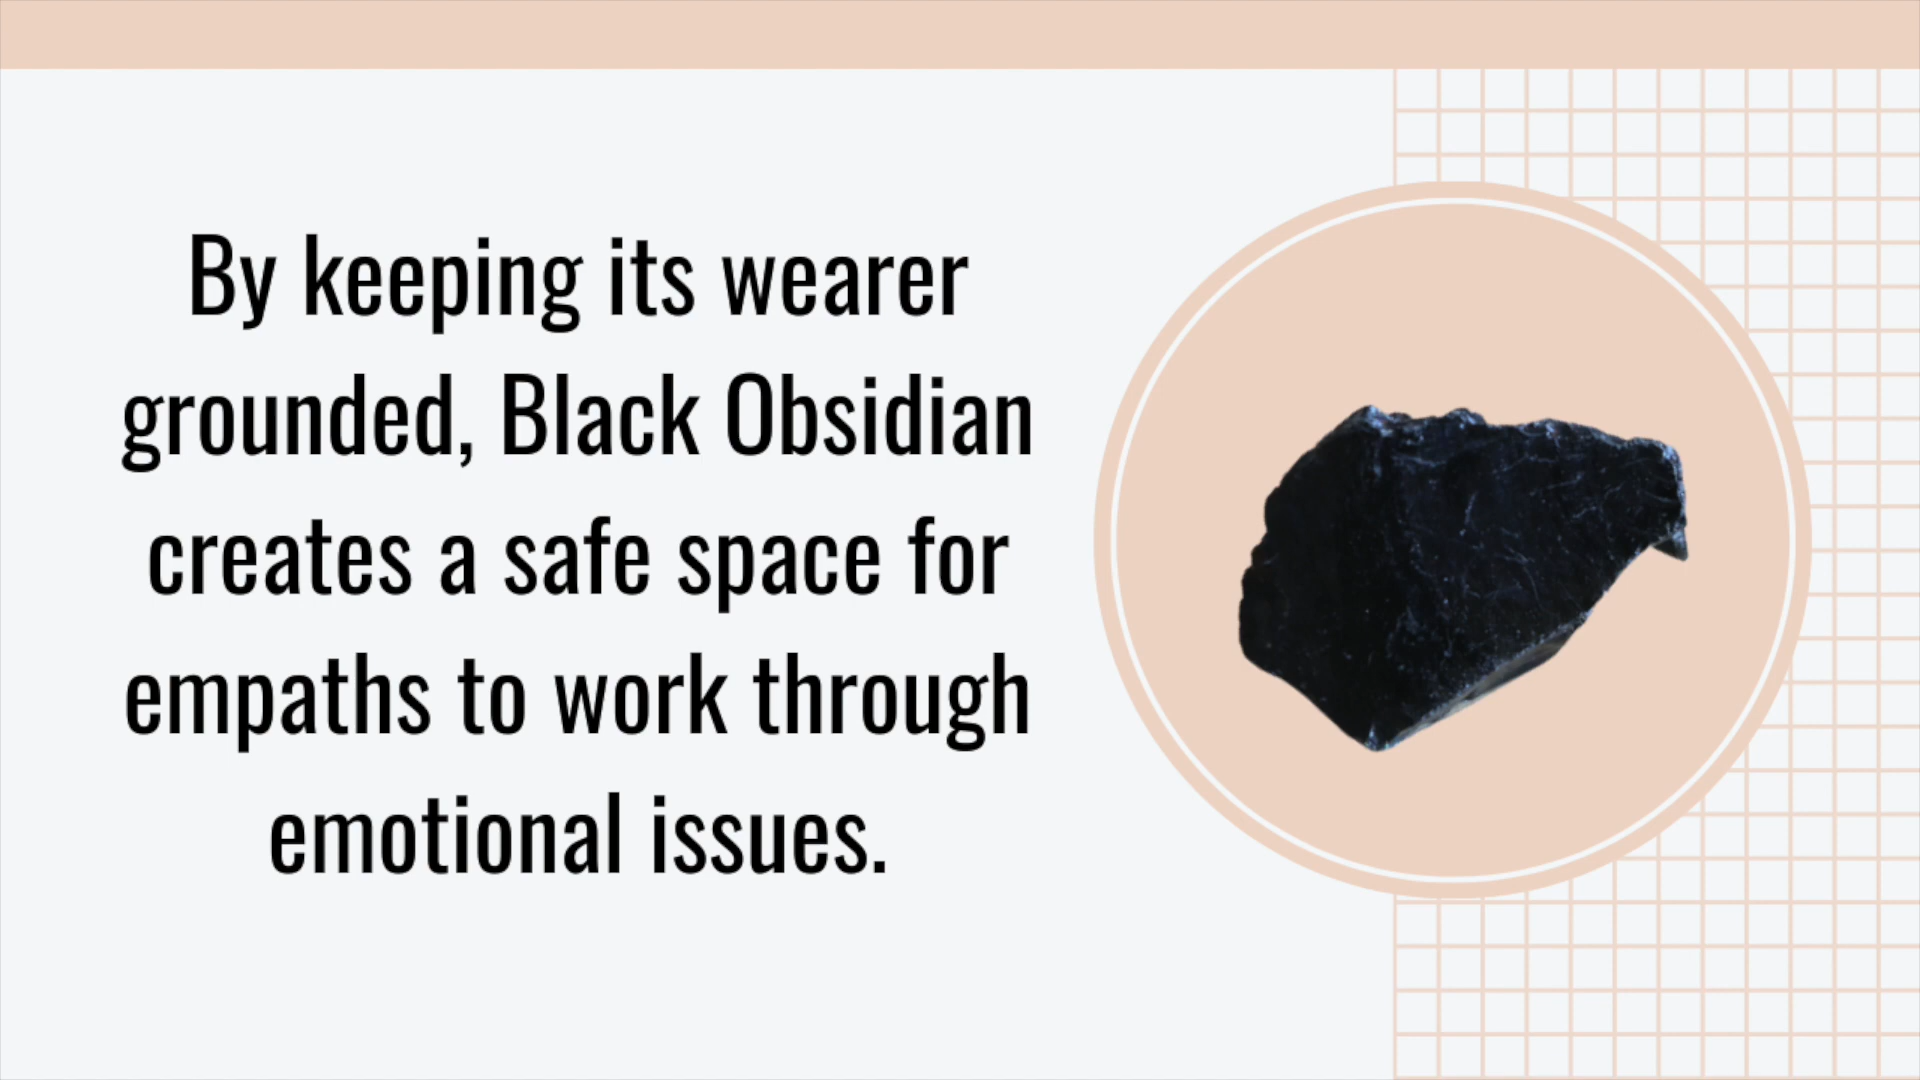 By keeping its wearer
grounded, Black Obsidian
creates a safe space for
empaths to work through
emotional issues.